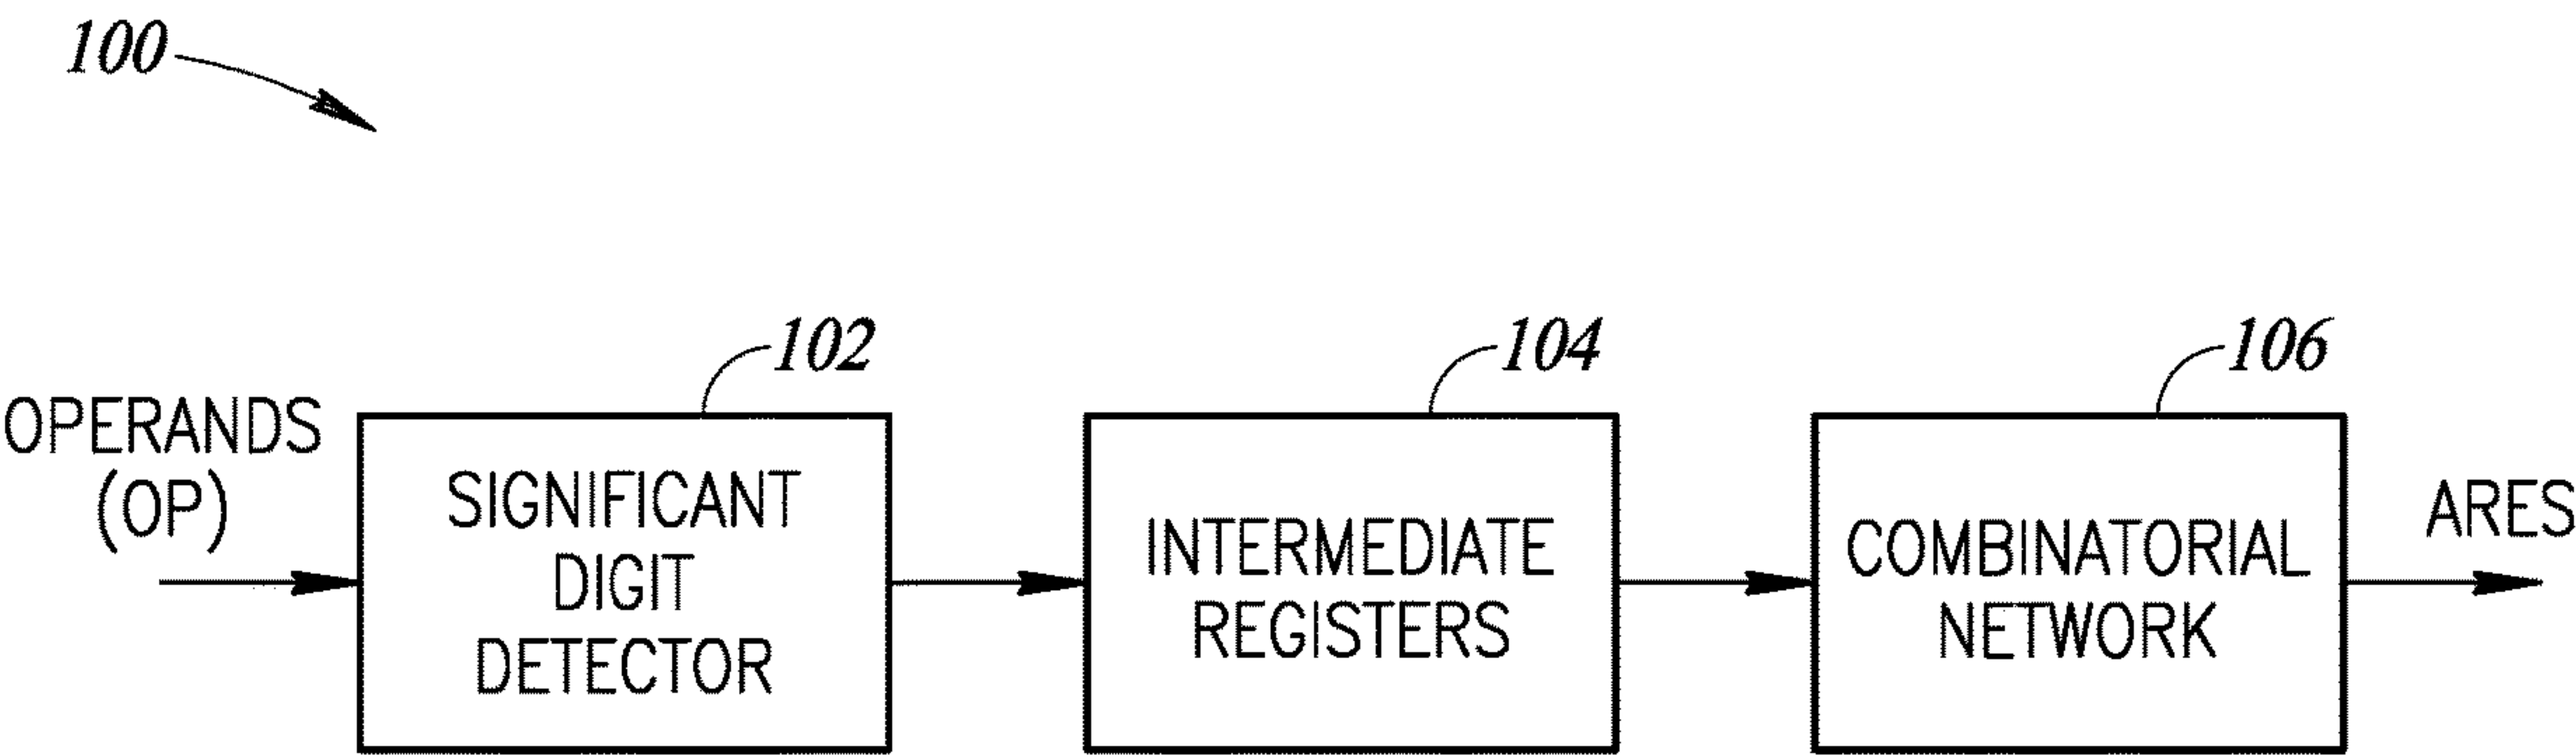 100
102
104
106
OPERANDS
(OP)
SIGNIFICANT
DIGIT
DETECTOR
INTERMEDIATE
REGISTERS
COMBINATORIAL
NETWORK
ARES